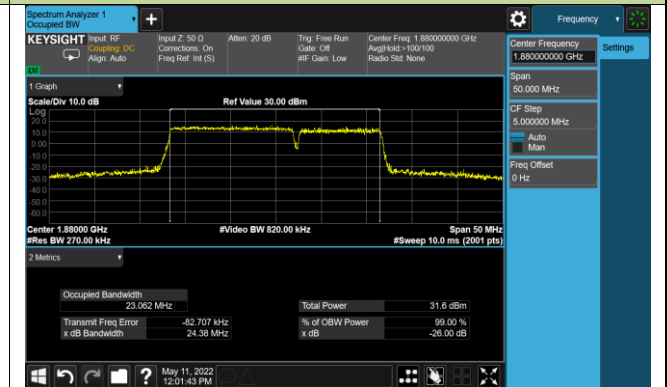 Spectrum Analyzer 1
Occupied BW
+
Frequency
KEYSIGHT
Input: RF
Coupling: DC
Align: Auto
Input Z: 50 Ω
Corrections: On
Freq Ref: Int (S)
Atten: 20 dB
Trig: Free Run
Gate: Off
#IF Gain: Low
Center Freq: 1.880000000 GHz
Avg|Hold:>100/100
Radio Std: None
Center Frequency
1.880000000 GHz
Settings
Span
50.000 MHz
CF Step
5.000000 MHz
Auto
Man
Freq Offset
0 Hz
LW
1 Graph
Scale/Div 10.0 dB
Ref Value 30.00 dBm
Log
20.0
10.0
0.00
-10.0
-20.0
-30.0
-40.0
-50.0
-60.0
Center 1.88000 GHz
#Video BW 820.00 kHz
Span 50 MHz
#Res BW 270.00 kHz
#Sweep 10.0 ms (2001 pts)
2 Metrics
Occupied Bandwidth
23.062 MHz
Total Power
31.6 dBm
Transmit Freq Error
-82.707 kHz
% of OBW Power
99.00 %
x dB Bandwidth
24.38 MHz
x dB
-26.00 dB
?
May 11, 2022
12:01:43 PM